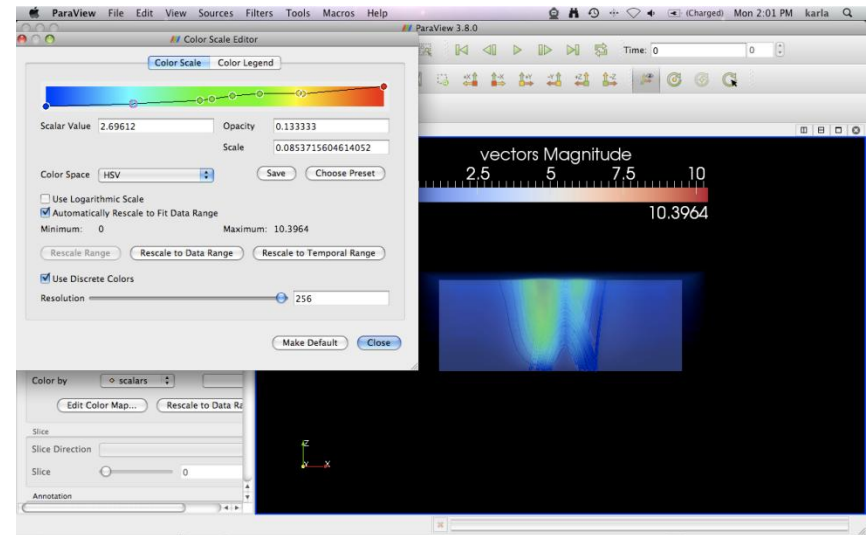 ParaView File Edit View Sources Filters Tools Macros Help (Charged) Mon 2:01 PM karla
ParaView 3.8.0
Color Scale Editor
Time: 0 0
Color Scale Color Legend
Scalar Value 2.69612 Opacity 0.133333
Scale 0.0853715604614052
Color Space HSV Save Choose Preset
Use Logarithmic Scale
Automatically Rescale to Fit Data Range
Minimum: 0 Maximum: 10.3964
Rescale Range Rescale to Data Range Rescale to Temporal Range
Use Discrete Colors
Resolution 256
Make Default Close
vectors Magnitude
2.5 5 7.5 10
10.3964
Color by scalars
Edit Color Map... Rescale to Data Ra
Slice
Slice Direction
Slice 0
Annotation
Z
Y X